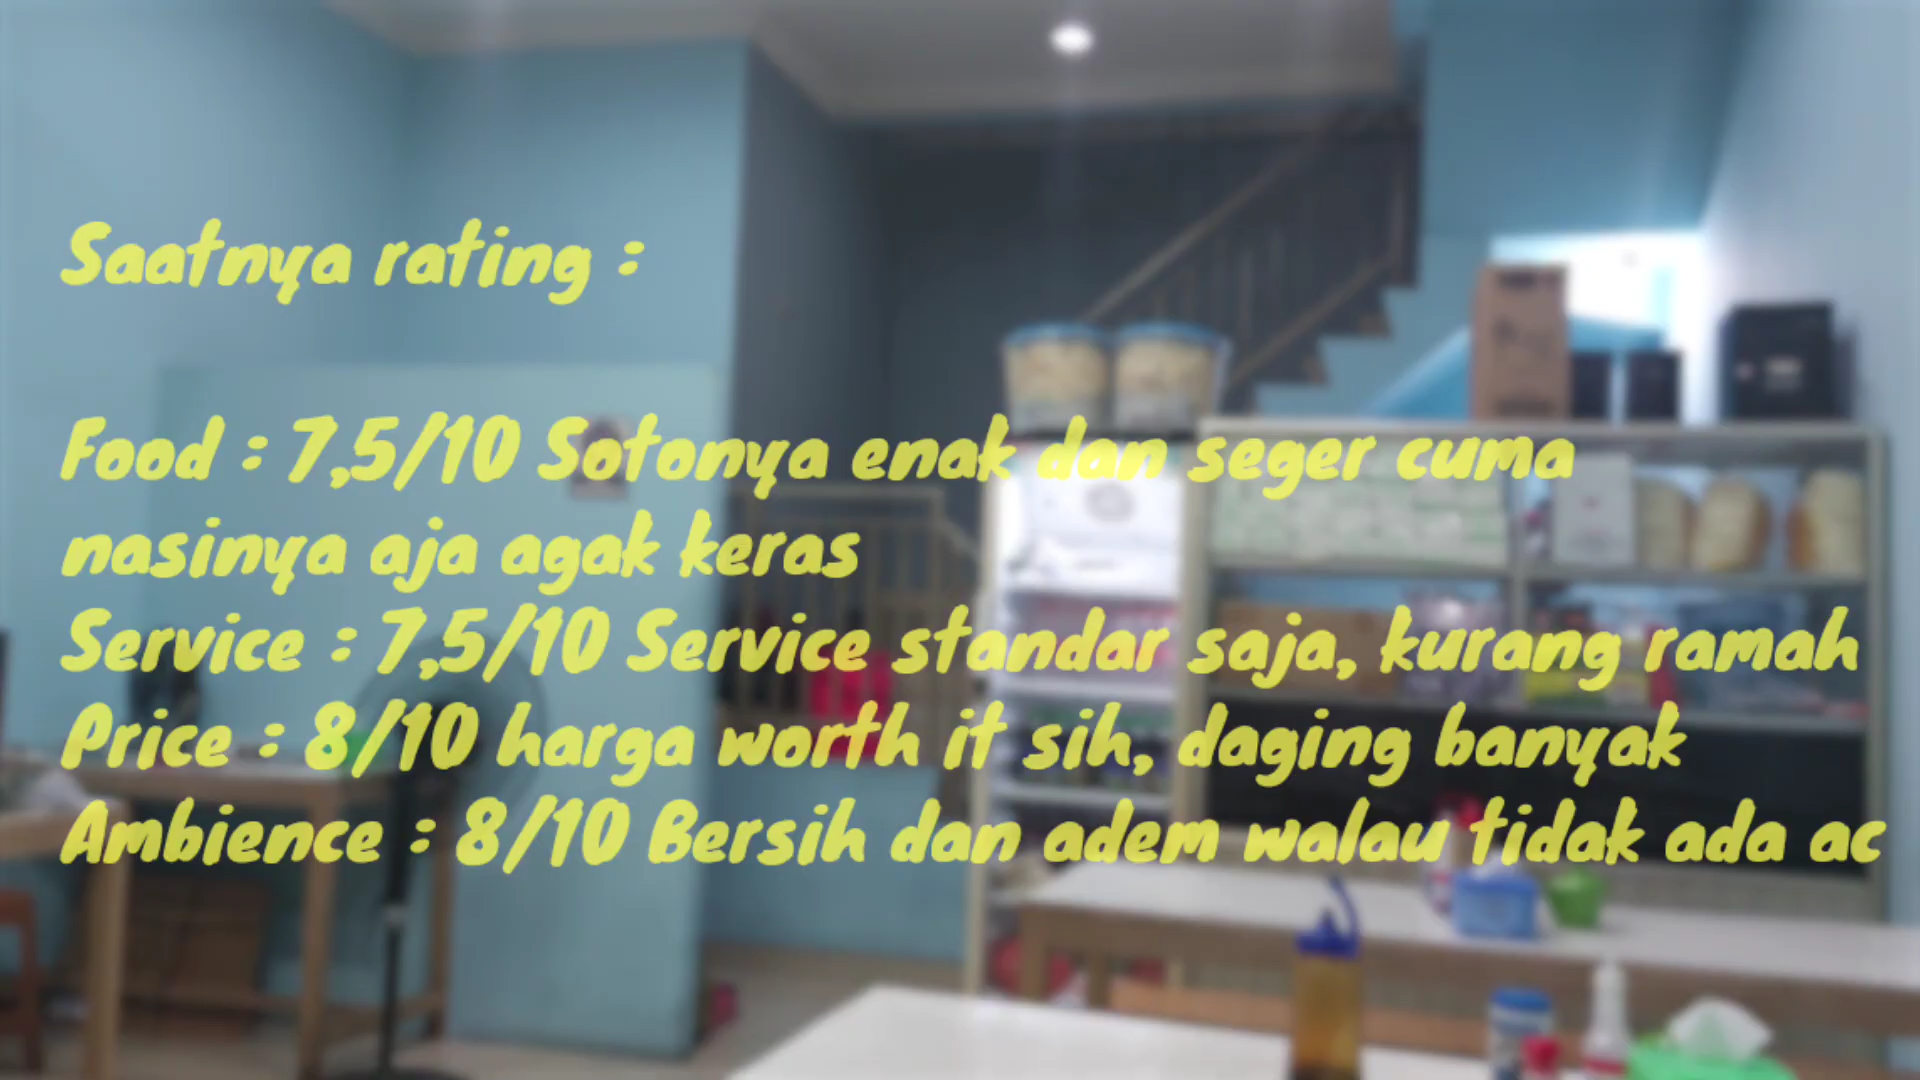 Saatnya rating :
Food : 7,5/10 Sotonya enak dan seger cuma
nasinya aja agak keras
Service : 7,5/10 Service standar saja, kurang ramah
Price : 8/10 harga worth it sih, daging banyak
Ambience : 8/10 Bersih dan adem walau tidak ada ac